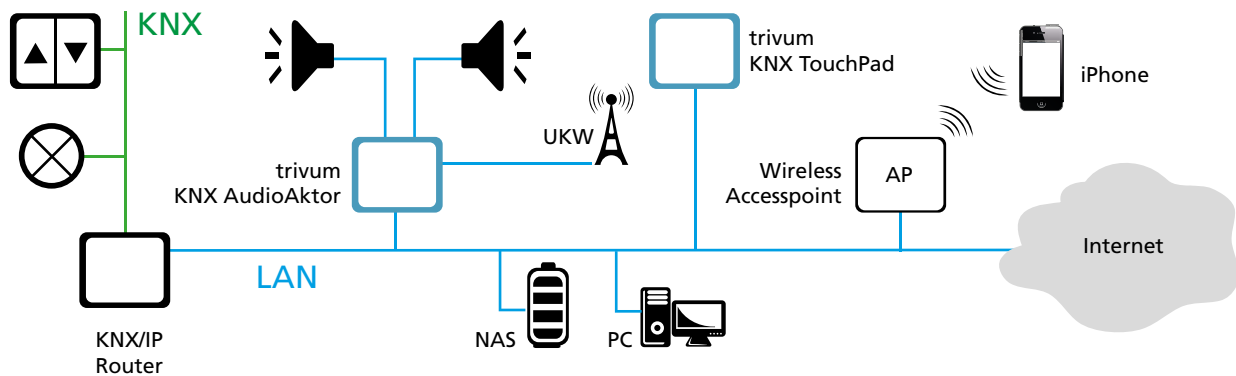 KNX
trivum
KNX TouchPad
iPhone
UKW
trivum
KNX AudioAktor
Wireless
Accesspoint
AP
Internet
LAN
KNX/IP
Router
NAS
PC